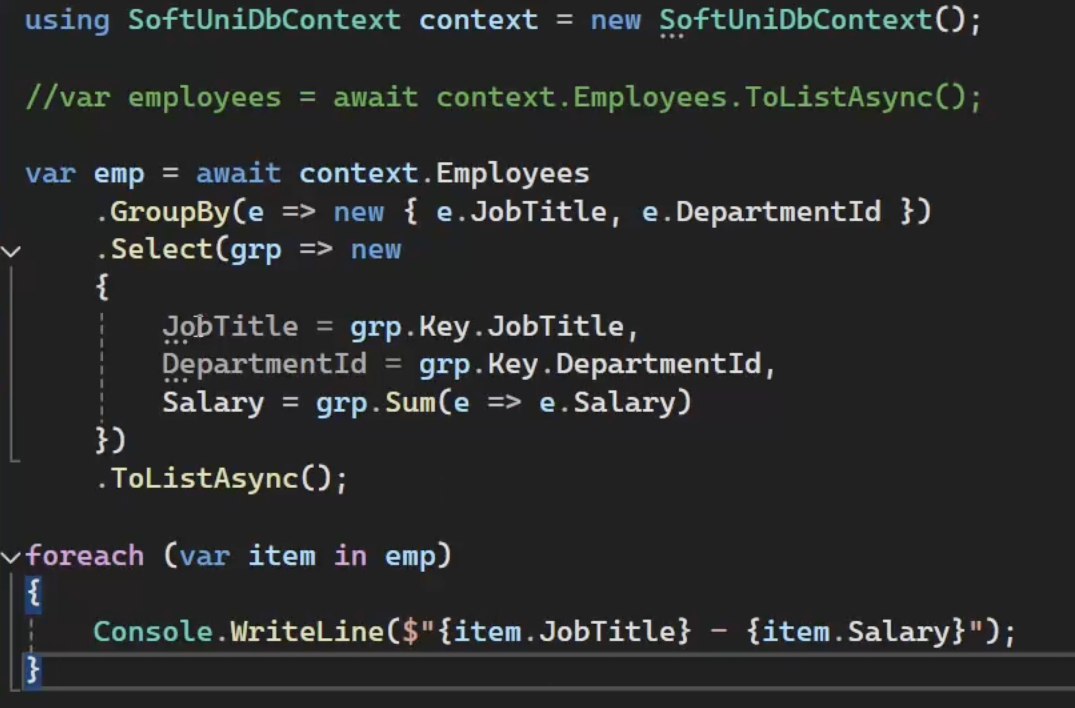 using SoftUniDbContext context = new SoftUniDbContext();
//var employees = await context.Employees.ToListAsync();
var emp = await context.Employees
.GroupBy(e => new { e.JobTitle, e.DepartmentId })
.Select(grp => new
{
JobTitle = grp.Key.JobTitle,
DepartmentId = grp.Key.DepartmentId,
Salary = grp.Sum(e => e.Salary)
})
.ToListAsync();
foreach (var item in emp)
{
Console.WriteLine($"{item.JobTitle} - {item.Salary}");
}